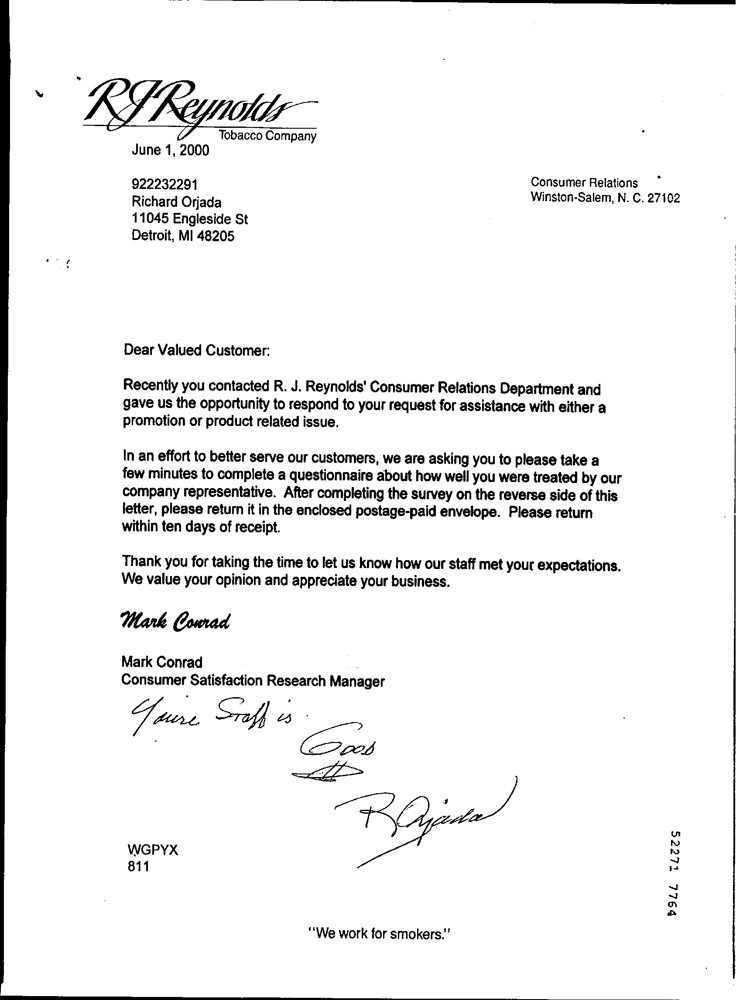 RJReynolds
Tobacco Company
June 1, 2000
922232291
Richard Orjada
11045 Engleside St
Detroit, MI 48205
Consumer Relations
Winston-Salem, N. C. 27102
Dear Valued Customer:
Recently you contacted R. J. Reynolds' Consumer Relations Department and
gave us the opportunity to respond to your request for assistance with either a
promotion or product related issue.
In an effort to better serve our customers, we are asking you to please take a
few minutes to complete a questionnaire about how well you were treated by our
company representative. After completing the survey on the reverse side of this
letter, please return it in the enclosed postage-paid envelope. Please return
within ten days of receipt.
Thank you for taking the time to let us know how our staff met your expectations.
We value your opinion and appreciate your business.
Mark Conrad
Mark Conrad
Consumer Satisfaction Research Manager
Youre Staff is
Good
R Orjada
WGPYX
811
52271 7764
"We work for smokers."